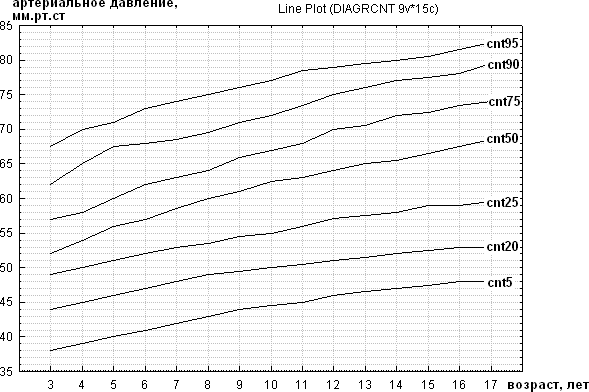 артериальное давление,
мм.рт.ст
Line Plot (DIAGRCNT 9v*15c)
85
80
75
70
65
60
55
50
45
40
35
cnt95
cnt90
cnt75
cnt50
cnt25
cnt20
cnt5
3 4 5 6 7 8 9 10 11 12 13 14 15 16 17 возраст, лет